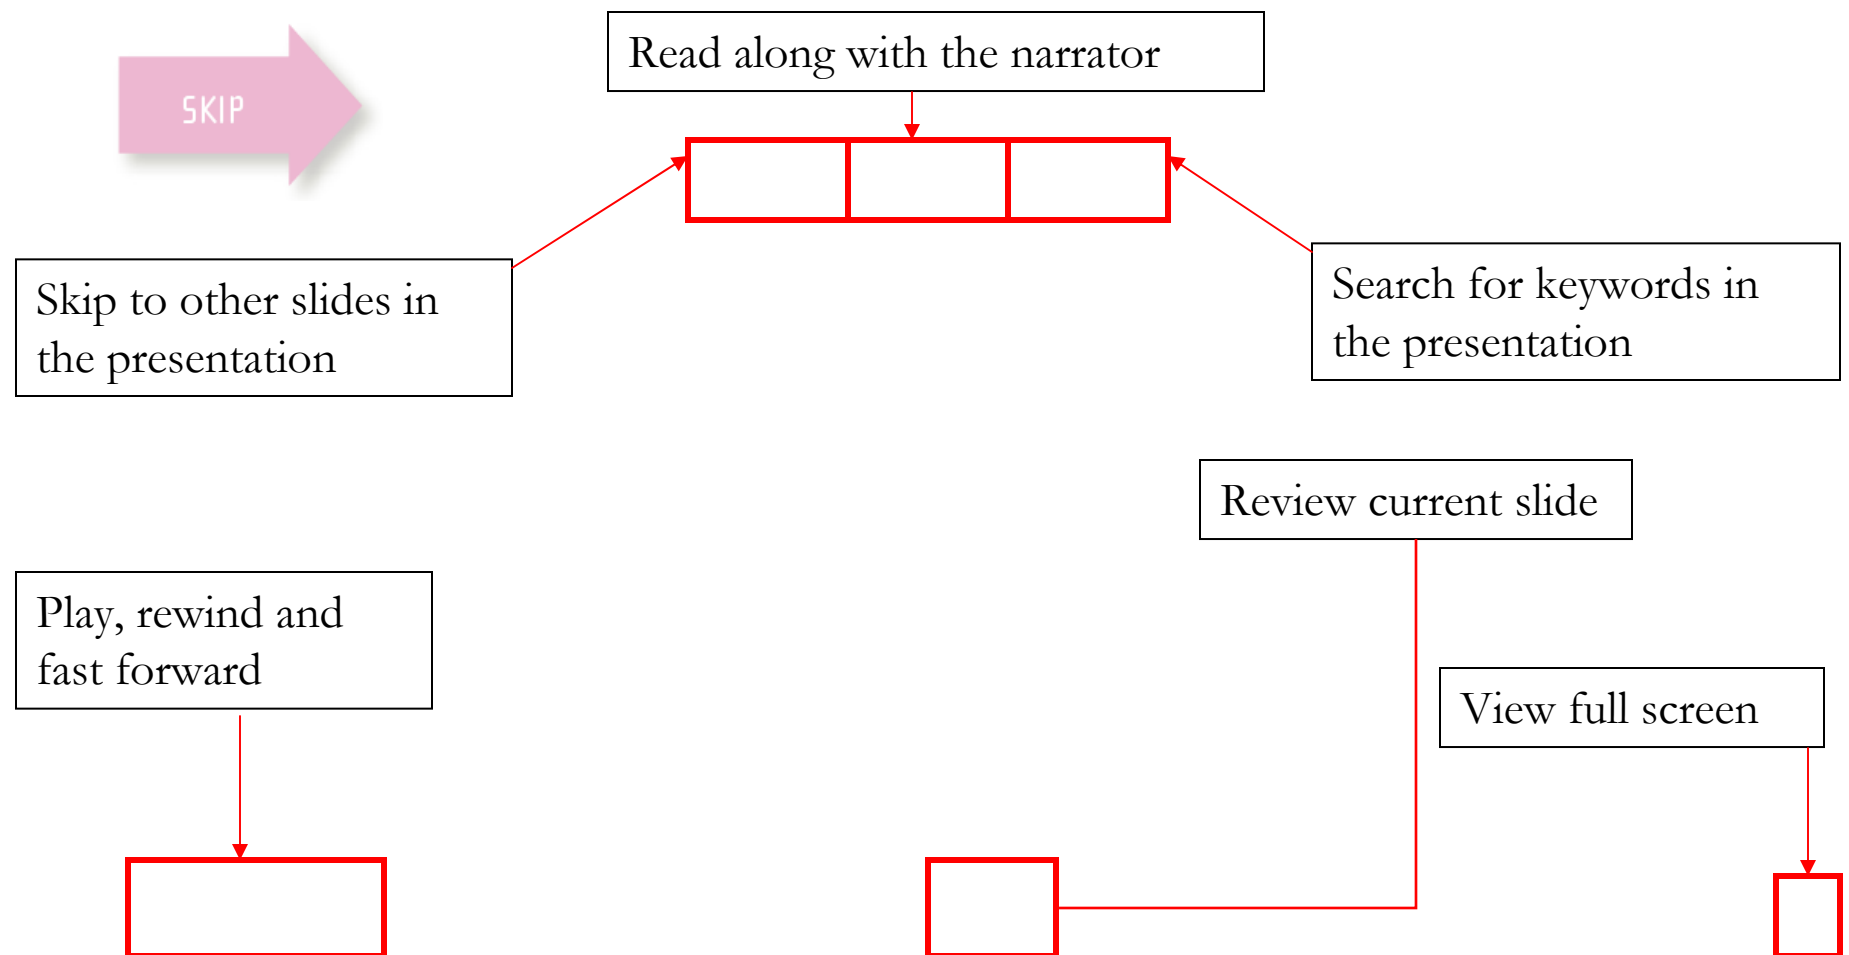 SKIP
Read along with the narrator
Skip to other slides in
the presentation
Search for keywords in
the presentation
Review current slide
Play, rewind and
fast forward
View full screen